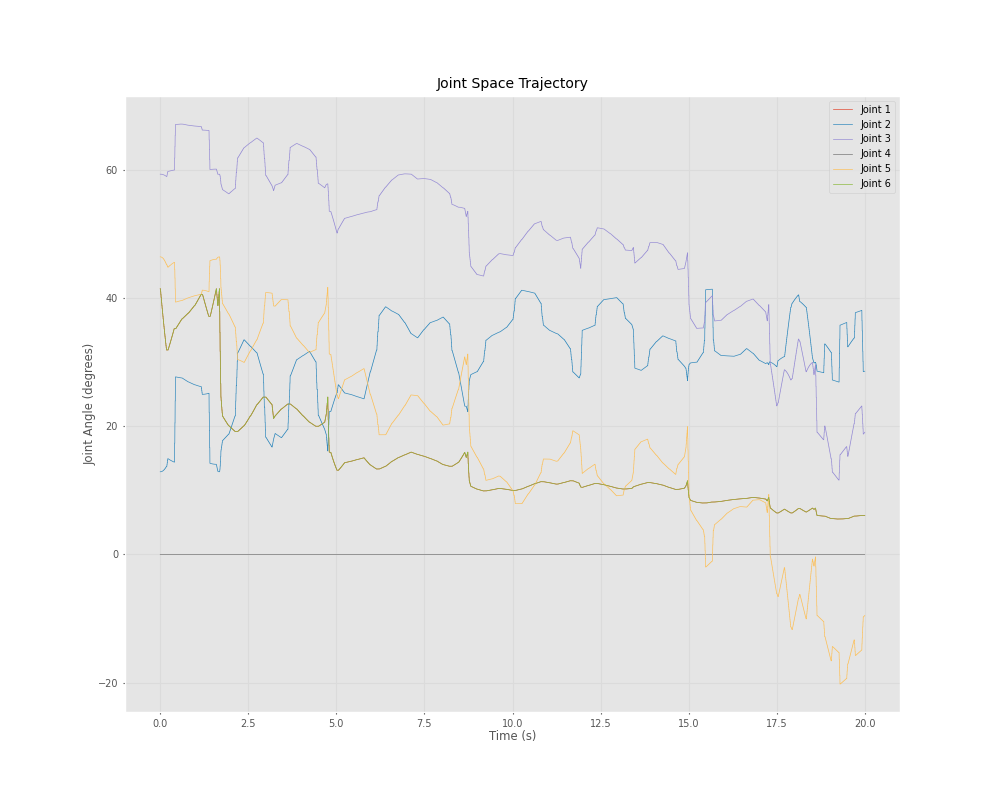 Joint Space Trajectory
Joint 1
Joint 2
Joint 3
Joint 4
Joint 5
Joint 6
Joint Angle (degrees)
60
40
20
0
−20
0.0 2.5 5.0 7.5 10.0 12.5 15.0 17.5 20.0
Time (s)